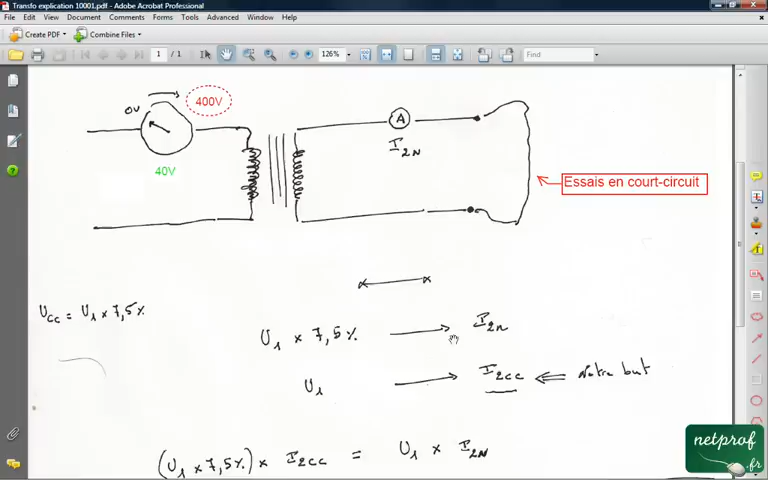 Transfo explication 10001.pdf - Adobe Acrobat Professional
File Edit View Document Comments Forms Tools Advanced Window Help
Create PDF Combine Files
1 / 1 126% Find
0V 400V
A
I2N
40V
Essais en court-circuit
Ucc = U1 x 7,5%
U1 x 7,5% → I2N
U1 → I2cc ⇐ Notre but
(U1 x 7,5%) x I2cc = U1 x I2N
netprof
.fr